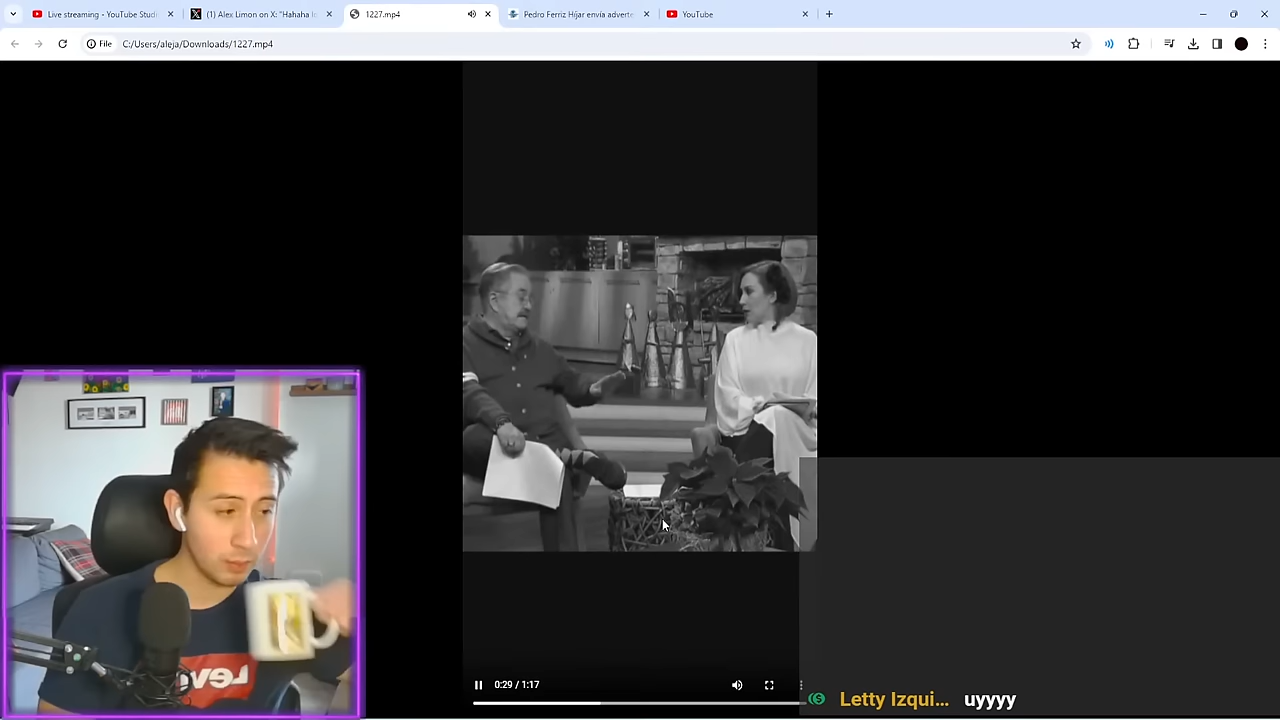 Live streaming - YouTube Studi
(1) Alex Limon on X: "Hahaha l
1227.mp4
Pedro Ferriz Híjar envía adverte
YouTube
File
C:/Users/aleja/Downloads/1227.mp4
0:29 / 1:17
Letty Izqui... uyyyy